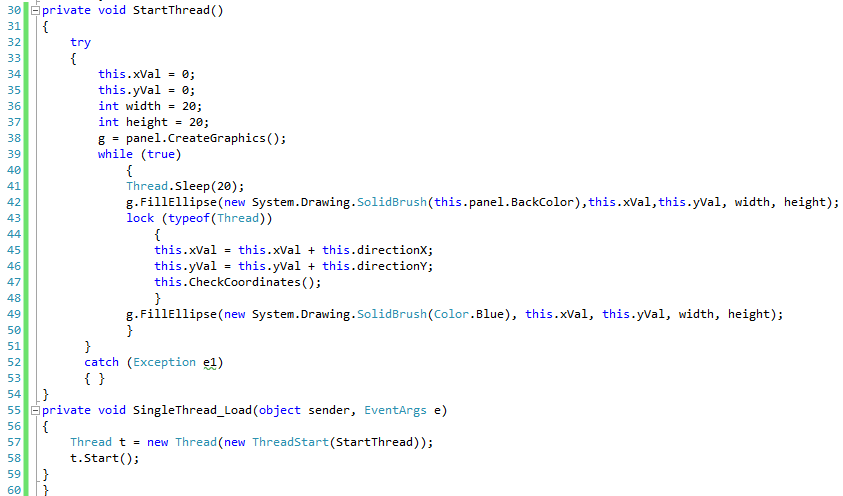 30 private void StartThread()
31 {
32 try
33 {
34 this.xVal = 0;
35 this.yVal = 0;
36 int width = 20;
37 int height = 20;
38 g = panel.CreateGraphics();
39 while (true)
40 {
41 Thread.Sleep(20);
42 g.FillEllipse(new System.Drawing.SolidBrush(this.panel.BackColor),this.xVal,this.yVal, width, height);
43 lock (typeof(Thread))
44 {
45 this.xVal = this.xVal + this.directionX;
46 this.yVal = this.yVal + this.directionY;
47 this.CheckCoordinates();
48 }
49 g.FillEllipse(new System.Drawing.SolidBrush(Color.Blue), this.xVal, this.yVal, width, height);
50 }
51 }
52 catch (Exception e1)
53 { }
54 }
55 private void SingleThread_Load(object sender, EventArgs e)
56 {
57 Thread t = new Thread(new ThreadStart(StartThread));
58 t.Start();
59 }
60 }